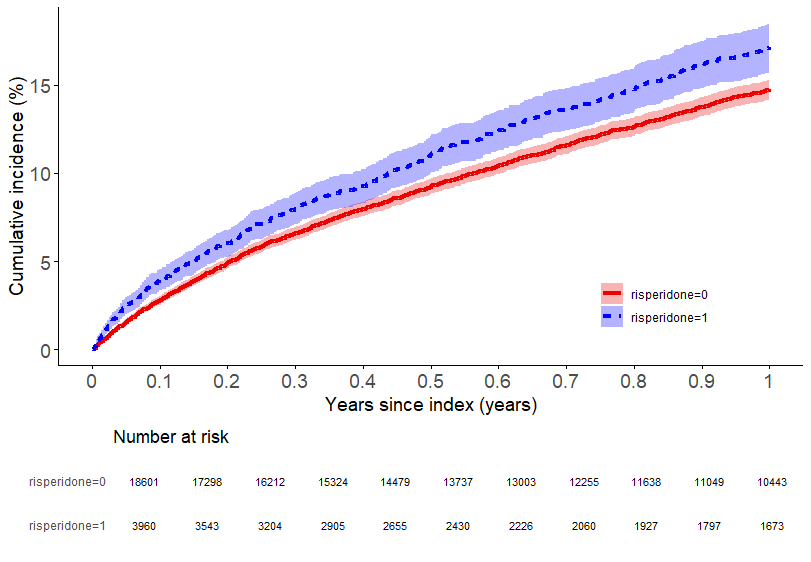 Cumulative incidence (%)
15
10
5
0
risperidone=0
risperidone=1
0 0.1 0.2 0.3 0.4 0.5 0.6 0.7 0.8 0.9 1
Years since index (years)
Number at risk
risperidone=0 18601 17298 16212 15324 14479 13737 13003 12255 11638 11049 10443
risperidone=1 3960 3543 3204 2905 2655 2430 2226 2060 1927 1797 1673